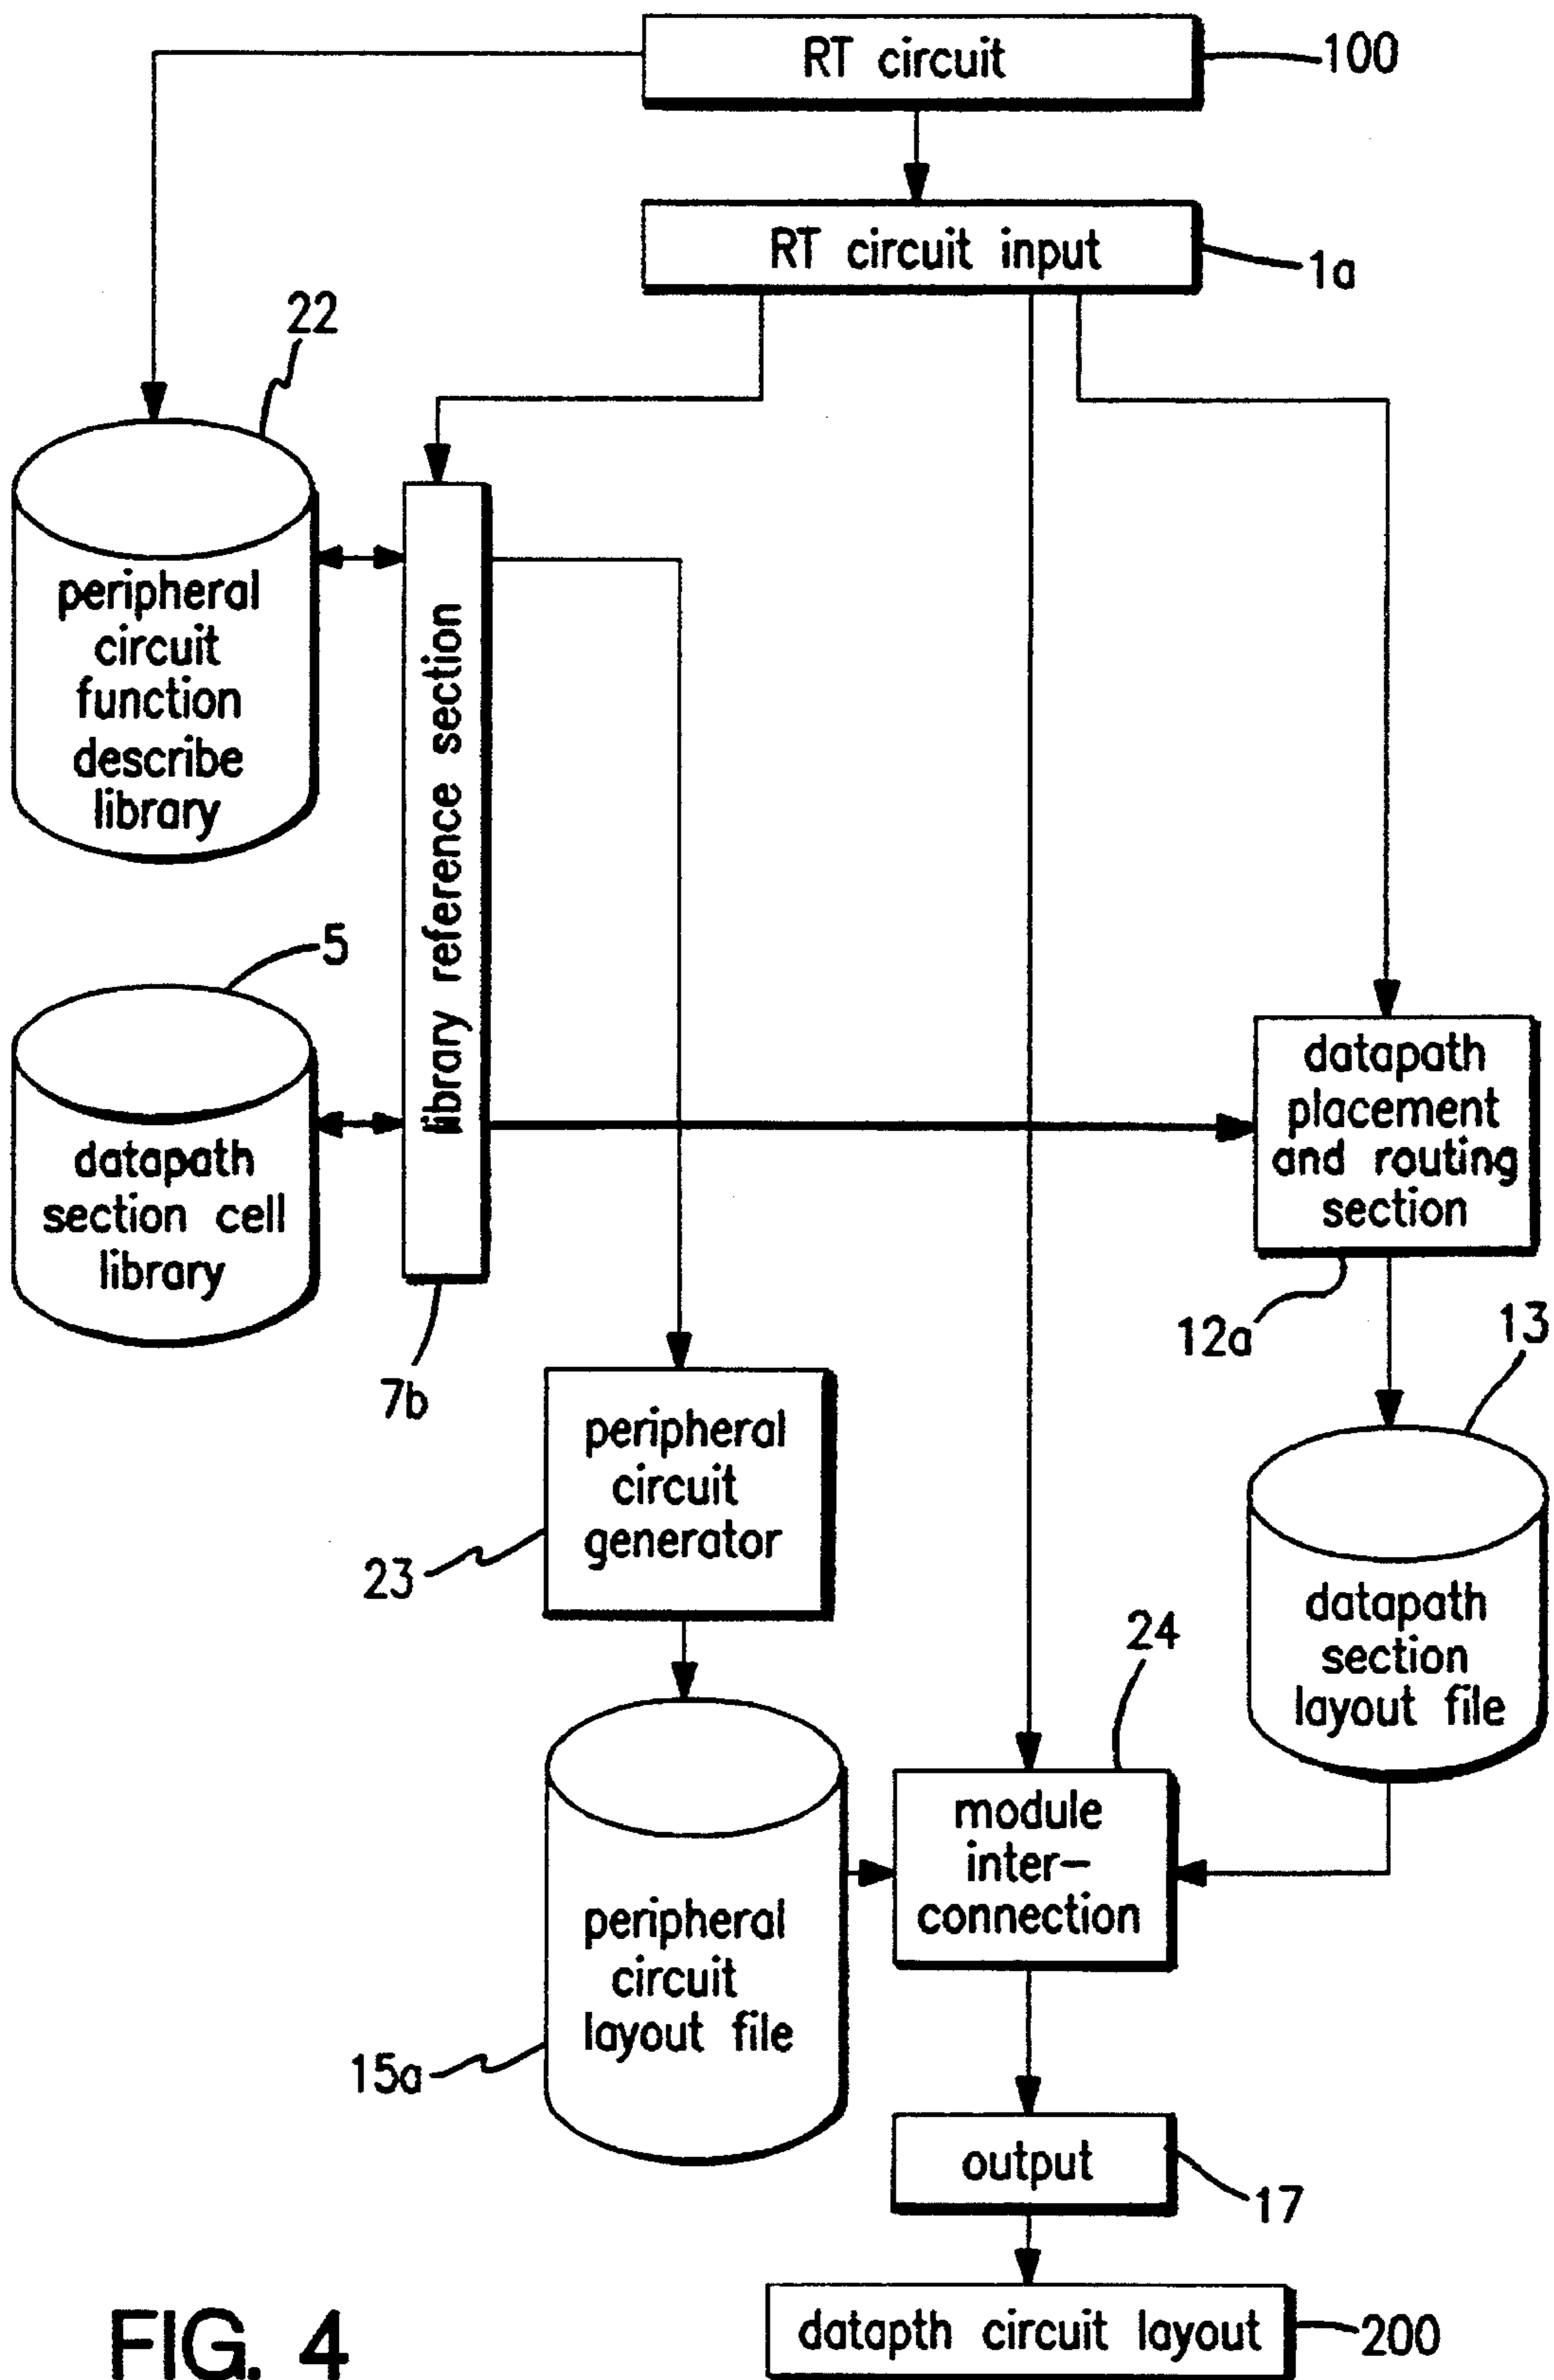 RT circuit
100
RT circuit input
1a
22
peripheral
circuit
function
describe
library
library reference section
5
datapath
section cell
library
7b
datapath
placement
and routing
section
12a
13
peripheral
circuit
generator
23
datapath
section
layout file
24
module
inter-
connection
peripheral
circuit
layout file
15a
output
17
datapth circuit layout
200
FIG. 4